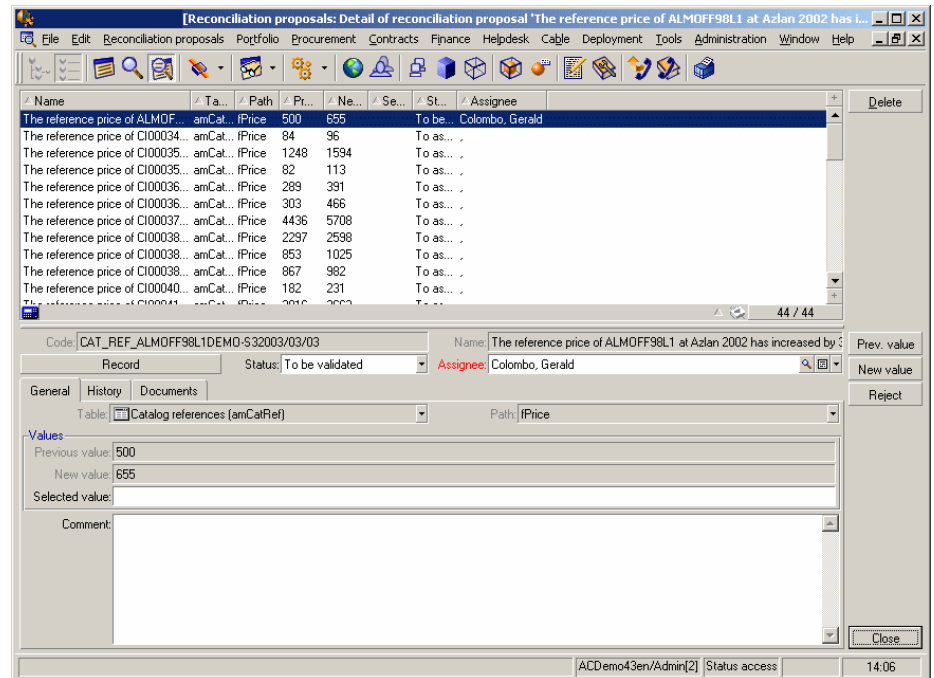 [Reconciliation proposals: Detail of reconciliation proposal 'The reference price of ALMOFF98L1 at Azlan 2002 has i...
File Edit Reconciliation proposals Portfolio Procurement Contracts Finance Helpdesk Cable Deployment Tools Administration Window Help
Name Ta... Path Pr... Ne... Se... St... Assignee
Delete
The reference price of ALMOF... amCat... fPrice 500 655 To be... Colombo, Gerald
The reference price of CI00034... amCat... fPrice 84 96 To as... ,
The reference price of CI00035... amCat... fPrice 1248 1594 To as... ,
The reference price of CI00035... amCat... fPrice 82 113 To as... ,
The reference price of CI00036... amCat... fPrice 289 391 To as... ,
The reference price of CI00036... amCat... fPrice 303 466 To as... ,
The reference price of CI00037... amCat... fPrice 4436 5708 To as... ,
The reference price of CI00038... amCat... fPrice 2297 2598 To as... ,
The reference price of CI00038... amCat... fPrice 853 1025 To as... ,
The reference price of CI00038... amCat... fPrice 867 982 To as... ,
The reference price of CI00040... amCat... fPrice 182 231 To as... ,
44 / 44
Code: CAT_REF_ALMOFF98L1DEMO-S32003/03/03 Name: The reference price of ALMOFF98L1 at Azlan 2002 has increased by
Prev. value
Record Status: To be validated Assignee: Colombo, Gerald
New value
General History Documents
Reject
Table: Catalog references (amCatRef) Path: fPrice
Values
Previous value: 500
New value: 655
Selected value:
Comment:
Close
ACDemo43en/Admin[2] Status access 14:06